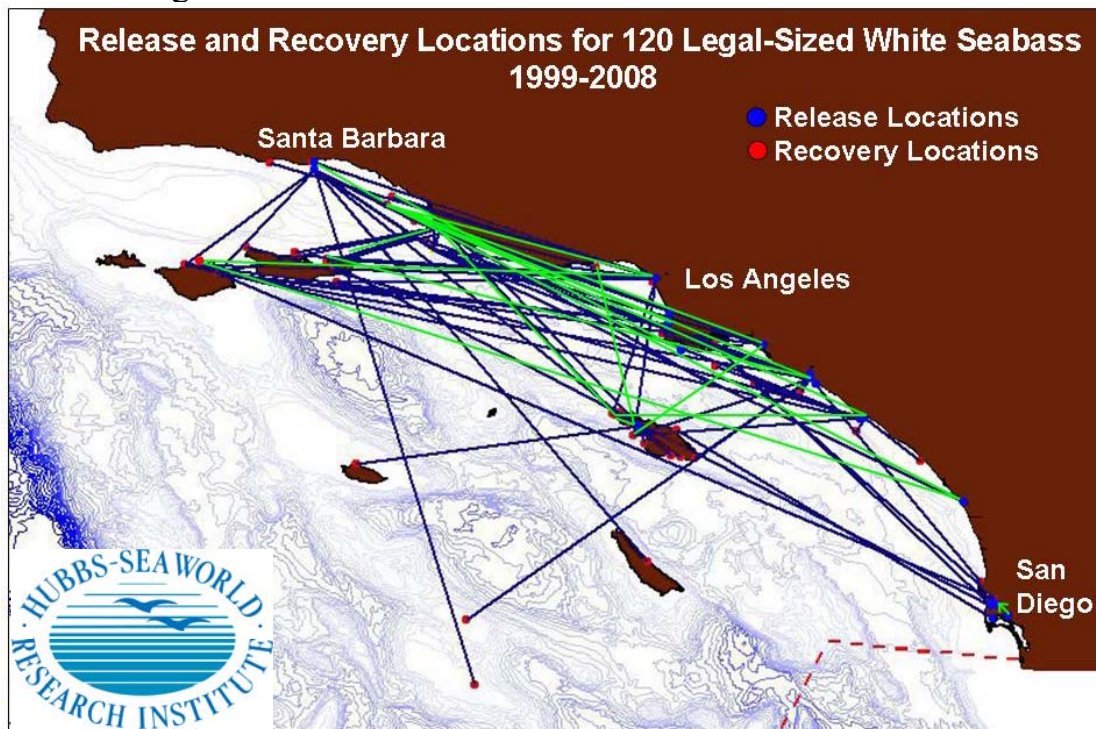 Release and Recovery Locations for 120 Legal-Sized White Seabass
1999-2008
Release Locations
Recovery Locations
Santa Barbara
Los Angeles
San
Diego
HUBBS-SEAWORLD
RESEARCH INSTITUTE